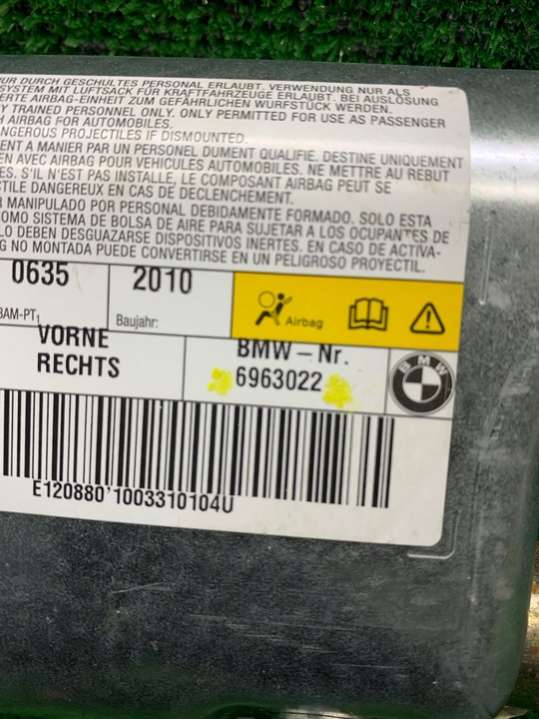 NUR DURCH GESCHULTES PERSONAL ERLAUBT. VERWENDUNG NUR ALS
SYSTEM MIT LUFTSACK FÜR KRAFTFAHRZEUGE ERLAUBT. BEI AUSLÖSUNG
ERTE AIRBAG-EINHEIT ZUM GEFÄHRLICHEN WURFSTÜCK WERDEN.
Y TRAINED PERSONNEL ONLY. ONLY PERMITTED FOR USE AS PASSENGER
H AIRBAG FOR AUTOMOBILES.
ANGEROUS PROJECTILES IF DISMOUNTED.
ENT A MANIER PAR UN PERSONEL DUMENT QUALIFIE. DESTINE UNIQUEMENT
EN AVEC AIRBAG POUR VEHICULES AUTOMOBILES. NE METTRE AU REBUT
ES. S'IL N'EST PAS INSTALLE, LE COMPOSANT AIRBAG PEUT SE
CTILE DANGEREUX EN CAS DE DECLENCHEMENT.
R MANIPULADO POR PERSONAL DEBIDAMENTE FORMADO. SOLO ESTA
COMO SISTEMA DE BOLSA DE AIRE PARA SUJETAR A LOS OCUPANTES DE
LO DEBEN DESGUAZARSE DISPOSITIVOS INERTES. EN CASO DE ACTIVA-
G NO MONTADA PUEDE CONVERTIRSE EN UN PELIGROSO PROYECTIL.
0635 2010
BAM-PT1 Baujahr: Airbag
VORNE RECHTS
BMW-Nr.
6963022
BMW
E120880'1003310104U